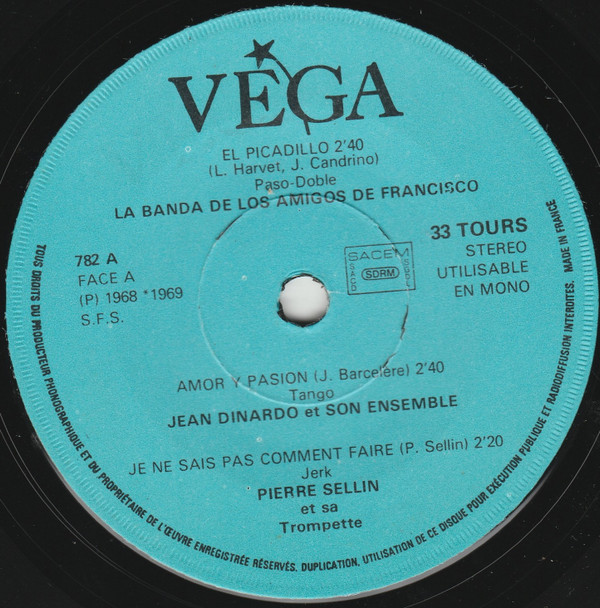 VEGA
EL PICADILLO 2'40
(L. Harvet, J. Candrino)
Paso-Doble
LA BANDA DE LOS AMIGOS DE FRANCISCO
782 A
FACE A
(P) 1968 *1969
S.F.S.
SACEM
SACD SDRM SGDL
33 TOURS
STEREO
UTILISABLE
EN MONO
AMOR Y PASION (J. Barcelère) 2'40
Tango
JEAN DINARDO et SON ENSEMBLE
JE NE SAIS PAS COMMENT FAIRE (P. Sellin) 2'20
Jerk
PIERRE SELLIN
et sa
Trompette
TOUS DROITS DU PRODUCTEUR PHONOGRAPHIQUE ET DU PROPRIÉTAIRE DE L'ŒUVRE ENREGISTRÉE RÉSERVÉS. DUPLICATION, UTILISATION DE CE DISQUE POUR EXÉCUTION PUBLIQUE ET RADIODIFFUSION INTERDITES. MADE IN FRANCE